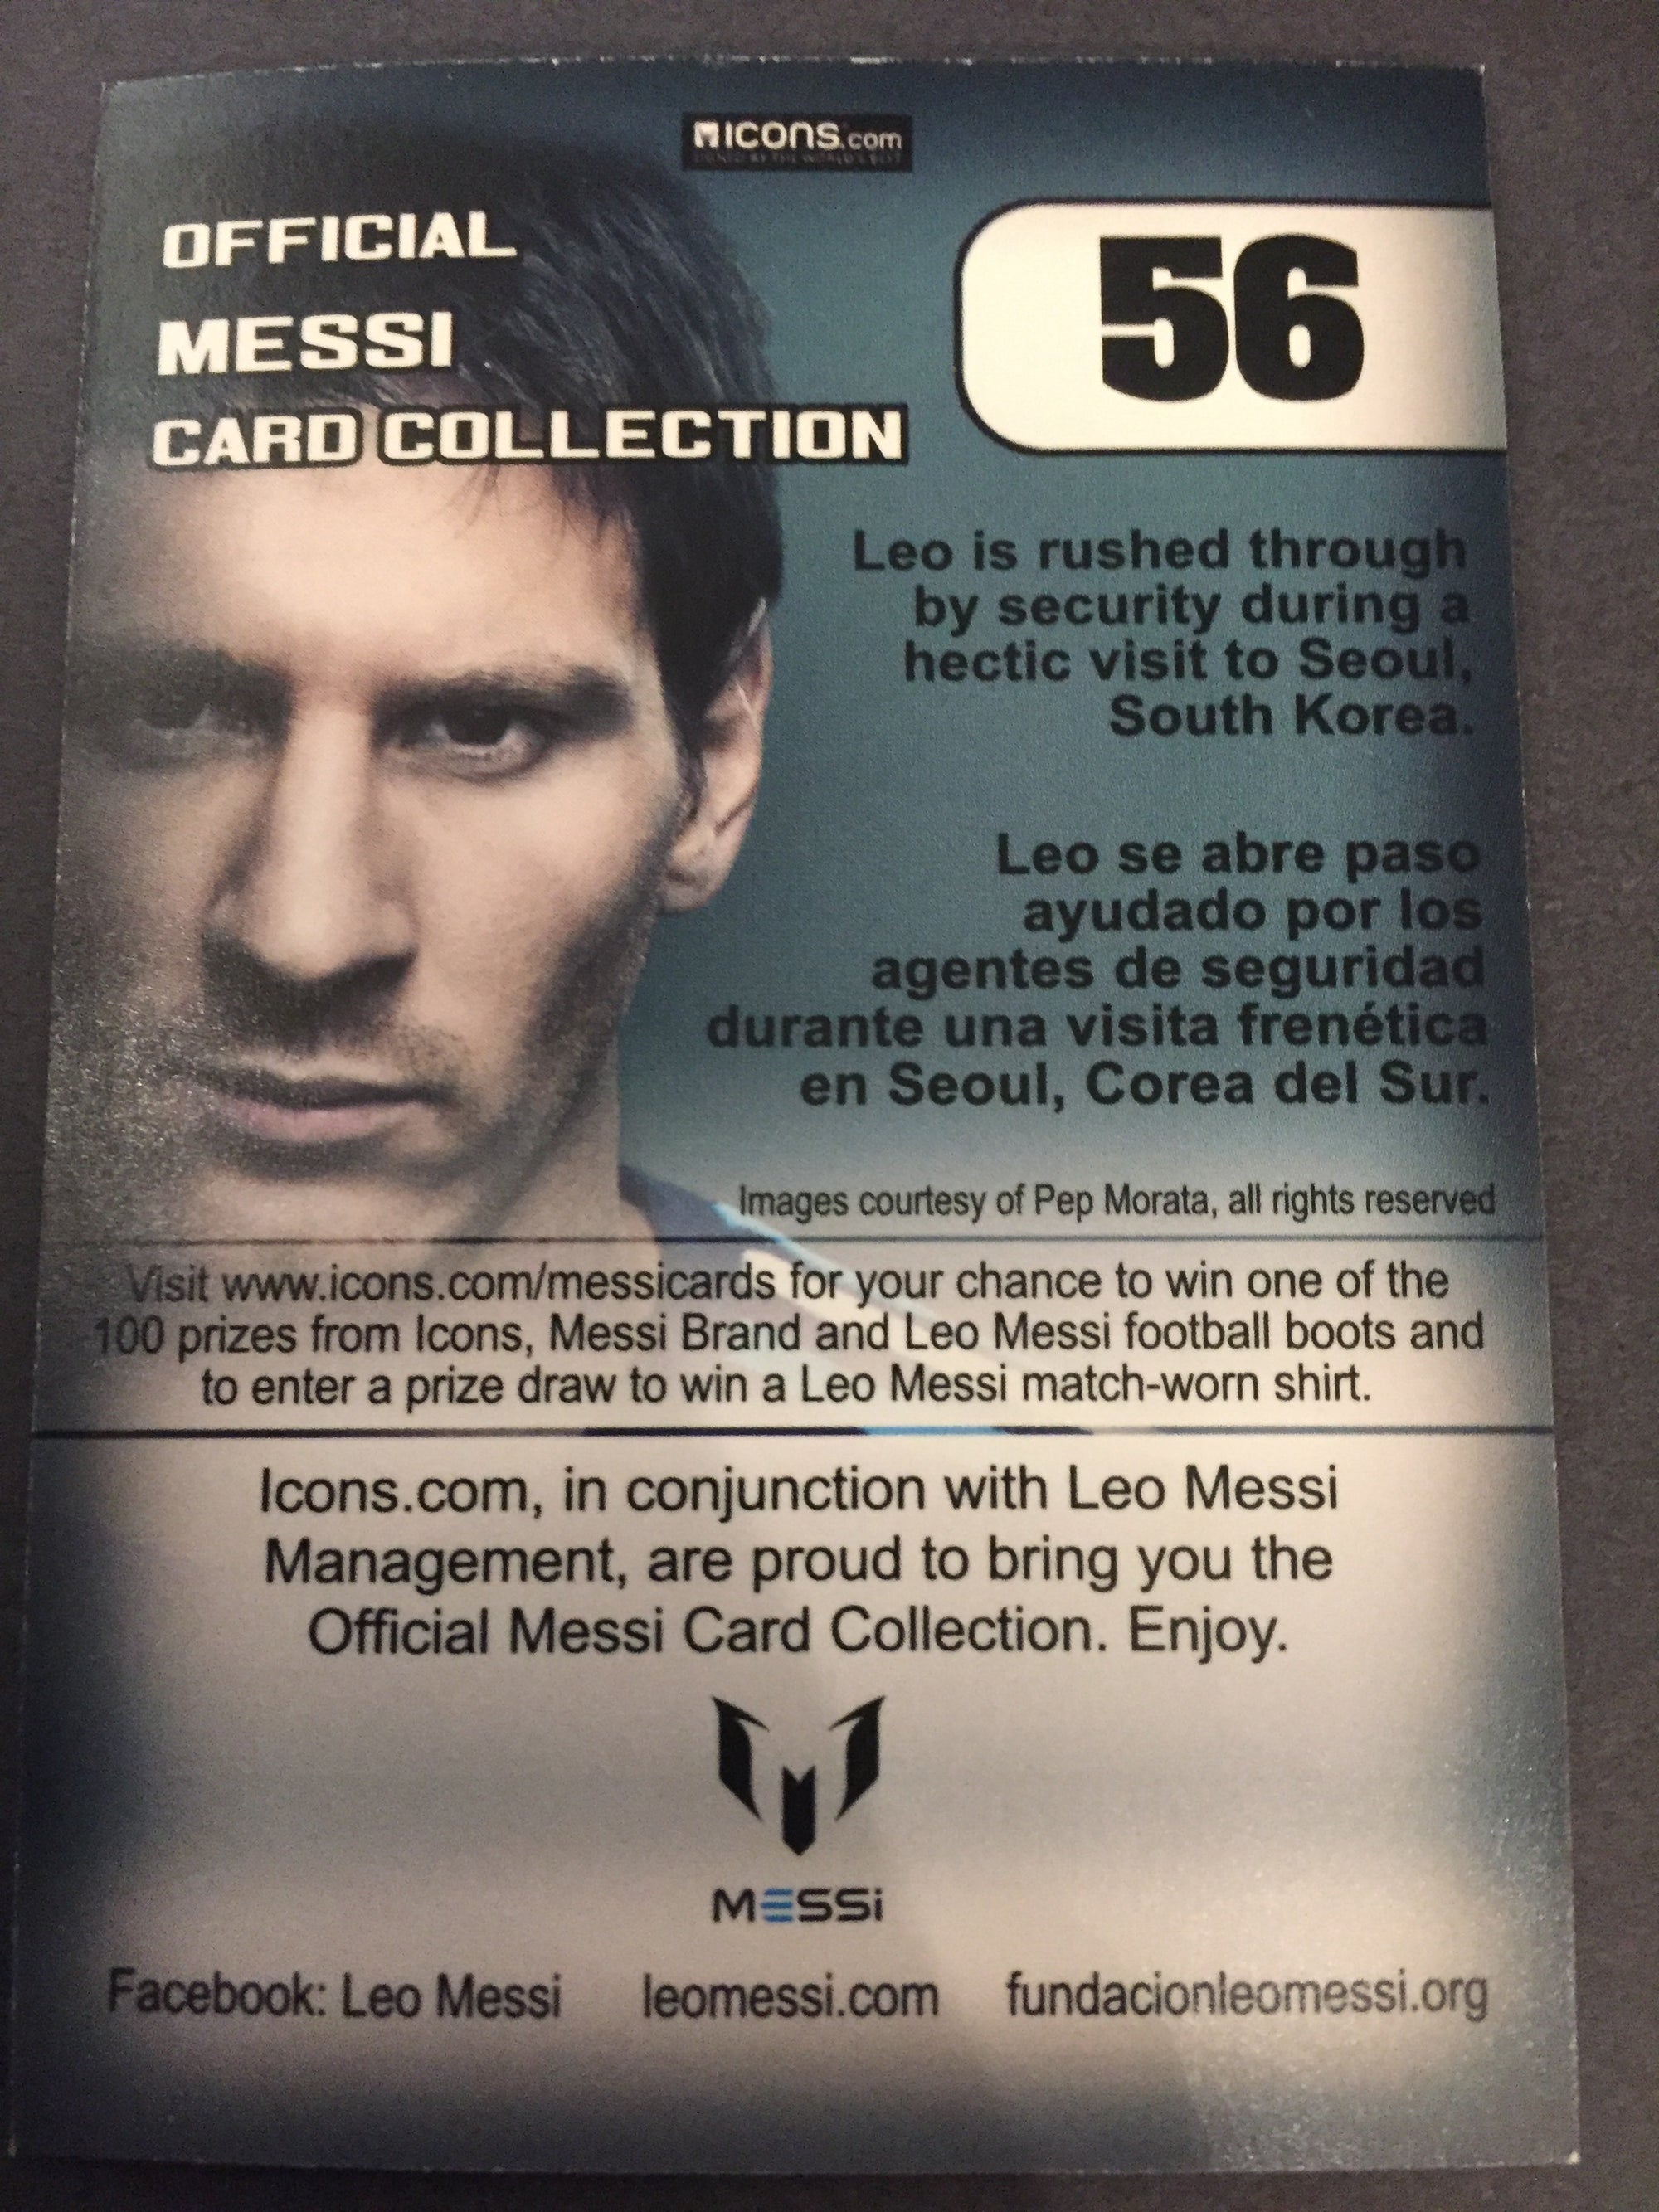 ICONS.com
SIGNED BY THE WORLD'S BEST
OFFICIAL
MESSI
CARD COLLECTION
56
Leo is rushed through
by security during a
hectic visit to Seoul,
South Korea.
Leo se abre paso
ayudado por los
agentes de seguridad
durante una visita frenética
en Seoul, Corea del Sur.
Images courtesy of Pep Morata, all rights reserved
Visit www.icons.com/messicards for your chance to win one of the
100 prizes from Icons, Messi Brand and Leo Messi football boots and
to enter a prize draw to win a Leo Messi match-worn shirt.
Icons.com, in conjunction with Leo Messi
Management, are proud to bring you the
Official Messi Card Collection. Enjoy.
MESSi
Facebook: Leo Messi leomessi.com fundacionleomessi.org